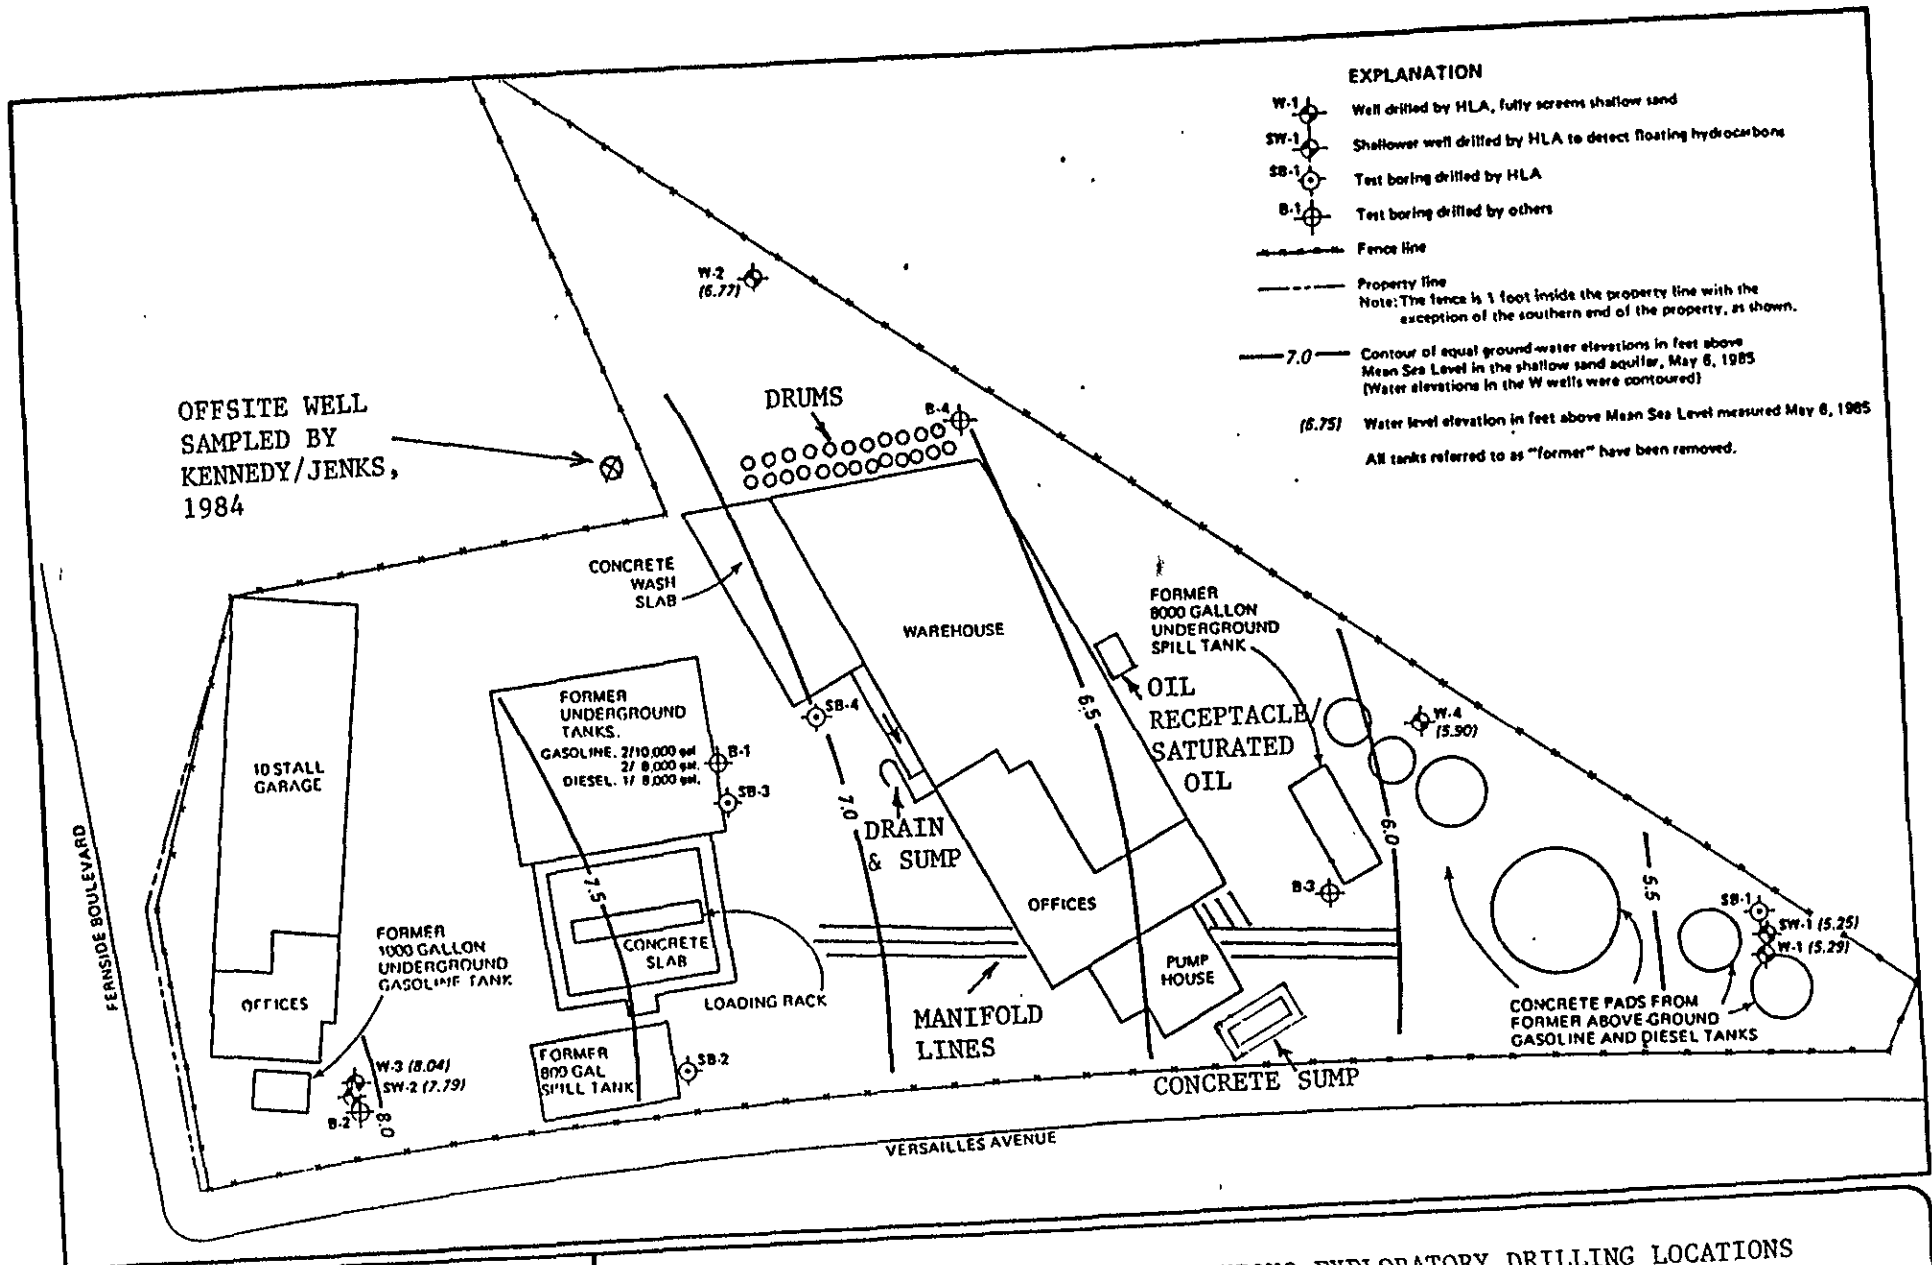 EXPLANATION
W-1
Well drilled by HLA, fully screens shallow sand
SW-1
Shallower well drilled by HLA to detect floating hydrocarbons
SB-1
Test boring drilled by HLA
B-1
Test boring drilled by others
Fence line
Property line
Note: The fence is 1 foot inside the property line with the
exception of the southern end of the property, as shown.
7.0
Contour of equal ground-water elevations in feet above
Mean Sea Level in the shallow sand aquifer, May 6, 1985
(Water elevations in the W wells were contoured)
(6.75)
Water level elevation in feet above Mean Sea Level measured May 6, 1985
All tanks referred to as "former" have been removed.
W-2
(6.77)
OFFSITE WELL
SAMPLED BY
KENNEDY/JENKS,
1984
DRUMS
B-4
CONCRETE
WASH
SLAB
WAREHOUSE
FORMER
8000 GALLON
UNDERGROUND
SPILL TANK
OIL
RECEPTACLE
SATURATED
OIL
W-4
(5.90)
6.5
SB-4
FORMER
UNDERGROUND
TANKS.
GASOLINE. 2/10,000 gal
2/ 8,000 gal.
DIESEL. 1/ 8,000 gal.
B-1
SB-3
10 STALL
GARAGE
7.0
DRAIN
& SUMP
6.0
B-3
5.5
SB-1
SW-1 (5.25)
W-1 (5.29)
FERNSIDE BOULEVARD
7.5
OFFICES
CONCRETE
SLAB
FORMER
1000 GALLON
UNDERGROUND
GASOLINE TANK
PUMP
HOUSE
OFFICES
LOADING RACK
MANIFOLD
LINES
CONCRETE PADS FROM
FORMER ABOVE-GROUND
GASOLINE AND DIESEL TANKS
FORMER
800 GAL
SPILL TANK
SB-2
W-3 (8.04)
SW-2 (7.79)
B-2
8.0
CONCRETE SUMP
VERSAILLES AVENUE
EXPLORATORY DRILLING LOCATIONS